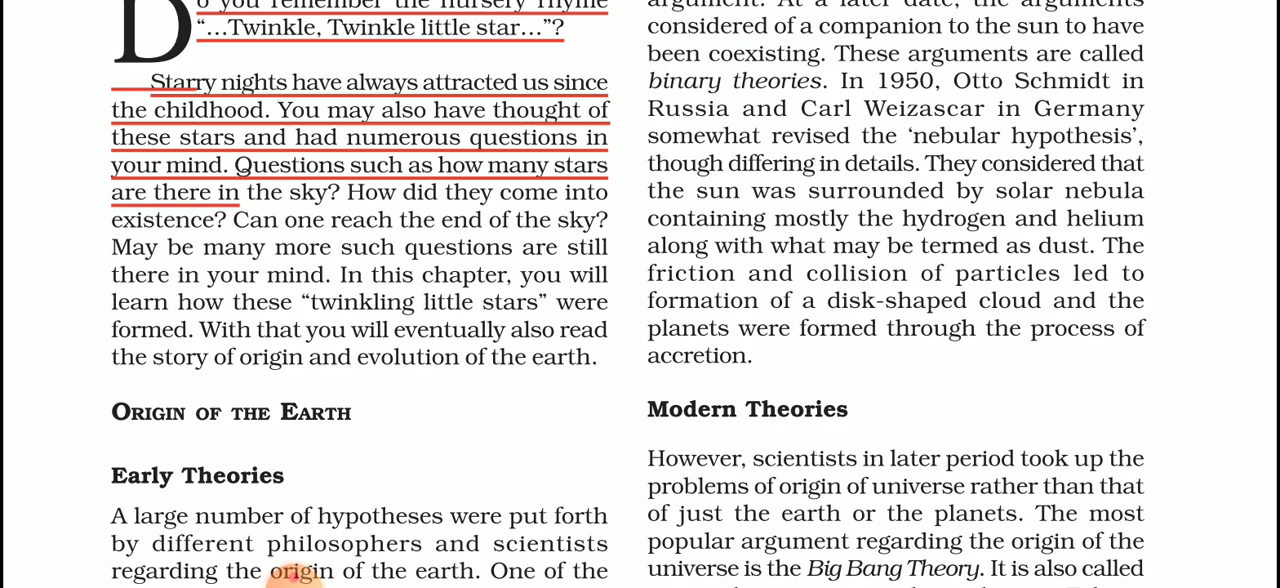 Do you remember the nursery rhyme
“...Twinkle, Twinkle little star...”?
Starry nights have always attracted us since
the childhood. You may also have thought of
these stars and had numerous questions in
your mind. Questions such as how many stars
are there in the sky? How did they come into
existence? Can one reach the end of the sky?
May be many more such questions are still
there in your mind. In this chapter, you will
learn how these “twinkling little stars” were
formed. With that you will eventually also read
the story of origin and evolution of the earth.
ORIGIN OF THE EARTH
Early Theories
A large number of hypotheses were put forth
by different philosophers and scientists
regarding the origin of the earth. One of the
argument. At a later date, the arguments
considered of a companion to the sun to have
been coexisting. These arguments are called
binary theories. In 1950, Otto Schmidt in
Russia and Carl Weizascar in Germany
somewhat revised the ‘nebular hypothesis’,
though differing in details. They considered that
the sun was surrounded by solar nebula
containing mostly the hydrogen and helium
along with what may be termed as dust. The
friction and collision of particles led to
formation of a disk-shaped cloud and the
planets were formed through the process of
accretion.
Modern Theories
However, scientists in later period took up the
problems of origin of universe rather than that
of just the earth or the planets. The most
popular argument regarding the origin of the
universe is the Big Bang Theory. It is also called